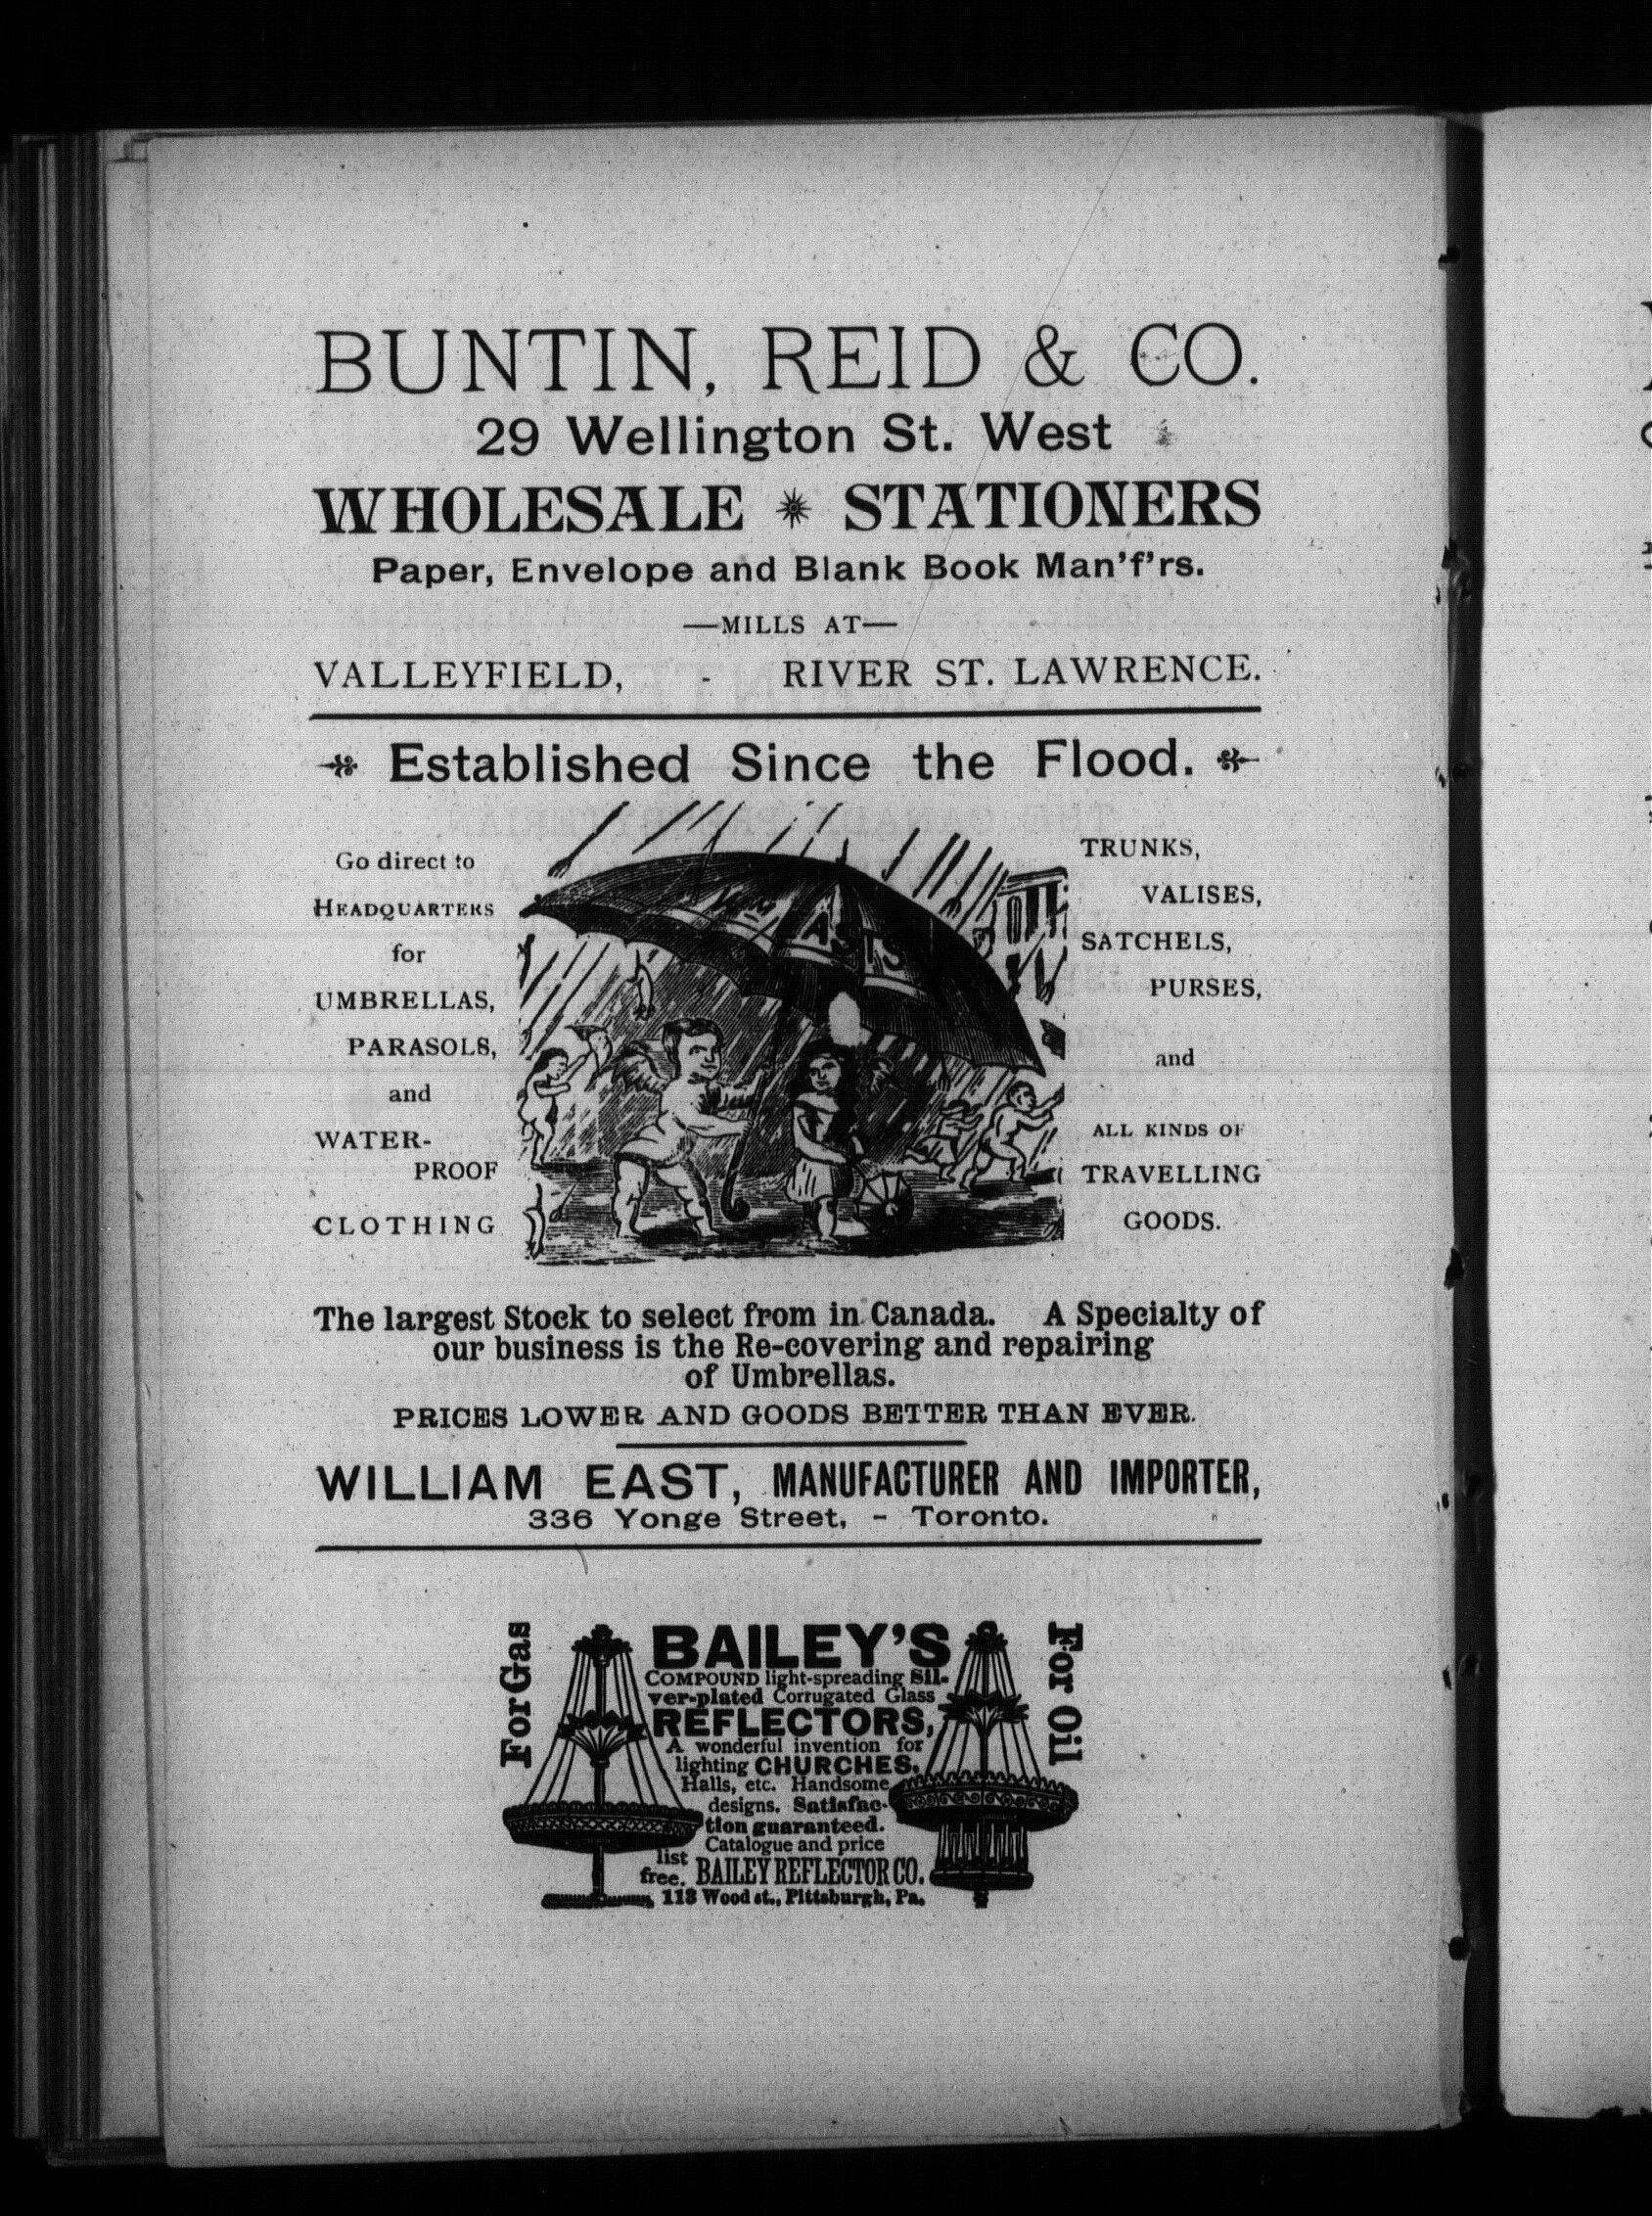 BUNTIN, REID & CO.
29 Wellington St. West
WHOLESALE STATIONERS
Paper, Envelope and Blank Book Man'f'rs.
—MILLS AT—
VALLEYFIELD, - RIVER ST. LAWRENCE.
Established Since the Flood.
Go direct to
HEADQUARTERS
for
UMBRELLAS,
PARASOLS,
and
WATER-
PROOF
CLOTHING
ASTS
TRUNKS,
VALISES,
SATCHELS,
PURSES,
and
ALL KINDS OF
TRAVELLING
GOODS.
The largest Stock to select from in Canada. A Specialty of
our business is the Re-covering and repairing
of Umbrellas.
PRICES LOWER AND GOODS BETTER THAN EVER.
WILLIAM EAST, MANUFACTURER AND IMPORTER,
336 Yonge Street, - Toronto.
For Gas
BAILEY'S
COMPOUND light-spreading Sil-
ver-plated Corrugated Glass
REFLECTORS,
A wonderful invention for
lighting CHURCHES,
Halls, etc. Handsome
designs. Satisfac-
tion guaranteed.
Catalogue and price
list
free. BAILEY REFLECTOR CO.
113 Wood st., Pittsburgh, Pa.
For Oil